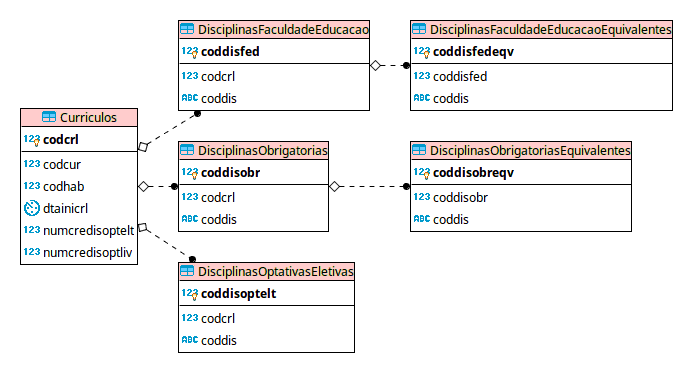 DisciplinasFaculdadeEducacao
123 coddisfed
123 codcrl
ABC coddis
DisciplinasFaculdadeEducacaoEquivalentes
123 coddisfedeqv
123 coddisfed
ABC coddis
Curriculos
123 codcrl
123 codcur
123 codhab
dtainicrl
123 numcredisoptelt
123 numcredisoptliv
DisciplinasObrigatorias
123 coddisobr
123 codcrl
ABC coddis
DisciplinasObrigatoriasEquivalentes
123 coddisobreqv
123 coddisobr
ABC coddis
DisciplinasOptativasEletivas
123 coddisoptelt
123 codcrl
ABC coddis